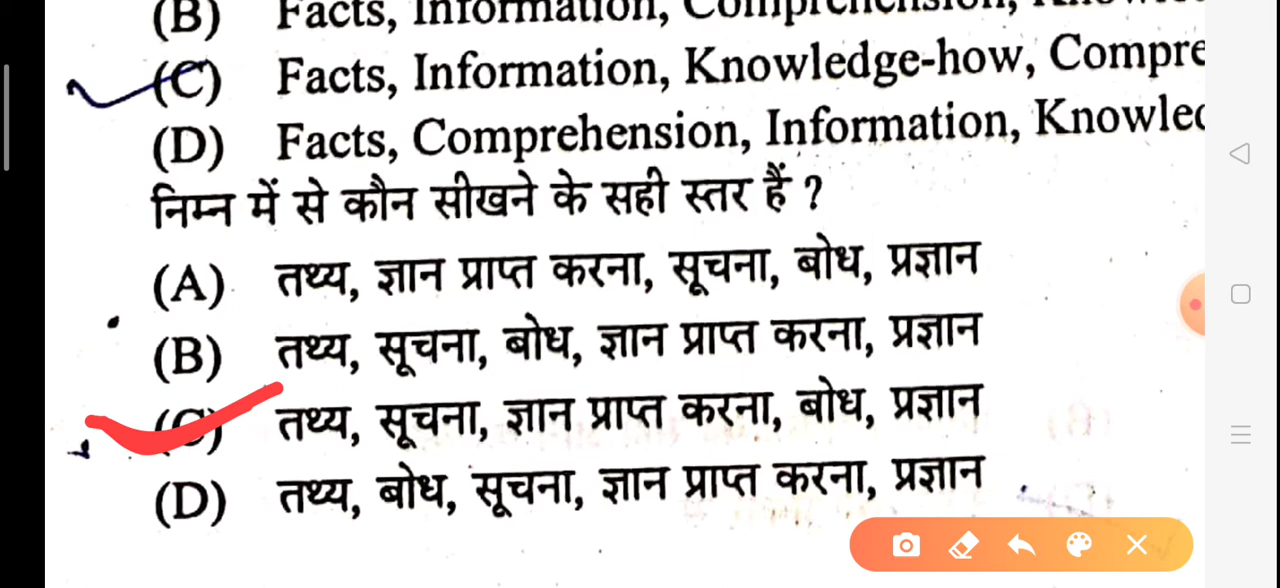 (B) Facts, Information, Comprehension,
(C) Facts, Information, Knowledge-how, Compre
(D) Facts, Comprehension, Information, Knowled
निम्न में से कौन सीखने के सही स्तर हैं ?
(A) तथ्य, ज्ञान प्राप्त करना, सूचना, बोध, प्रज्ञान
(B) तथ्य, सूचना, बोध, ज्ञान प्राप्त करना, प्रज्ञान
(C) तथ्य, सूचना, ज्ञान प्राप्त करना, बोध, प्रज्ञान
(D) तथ्य, बोध, सूचना, ज्ञान प्राप्त करना, प्रज्ञान